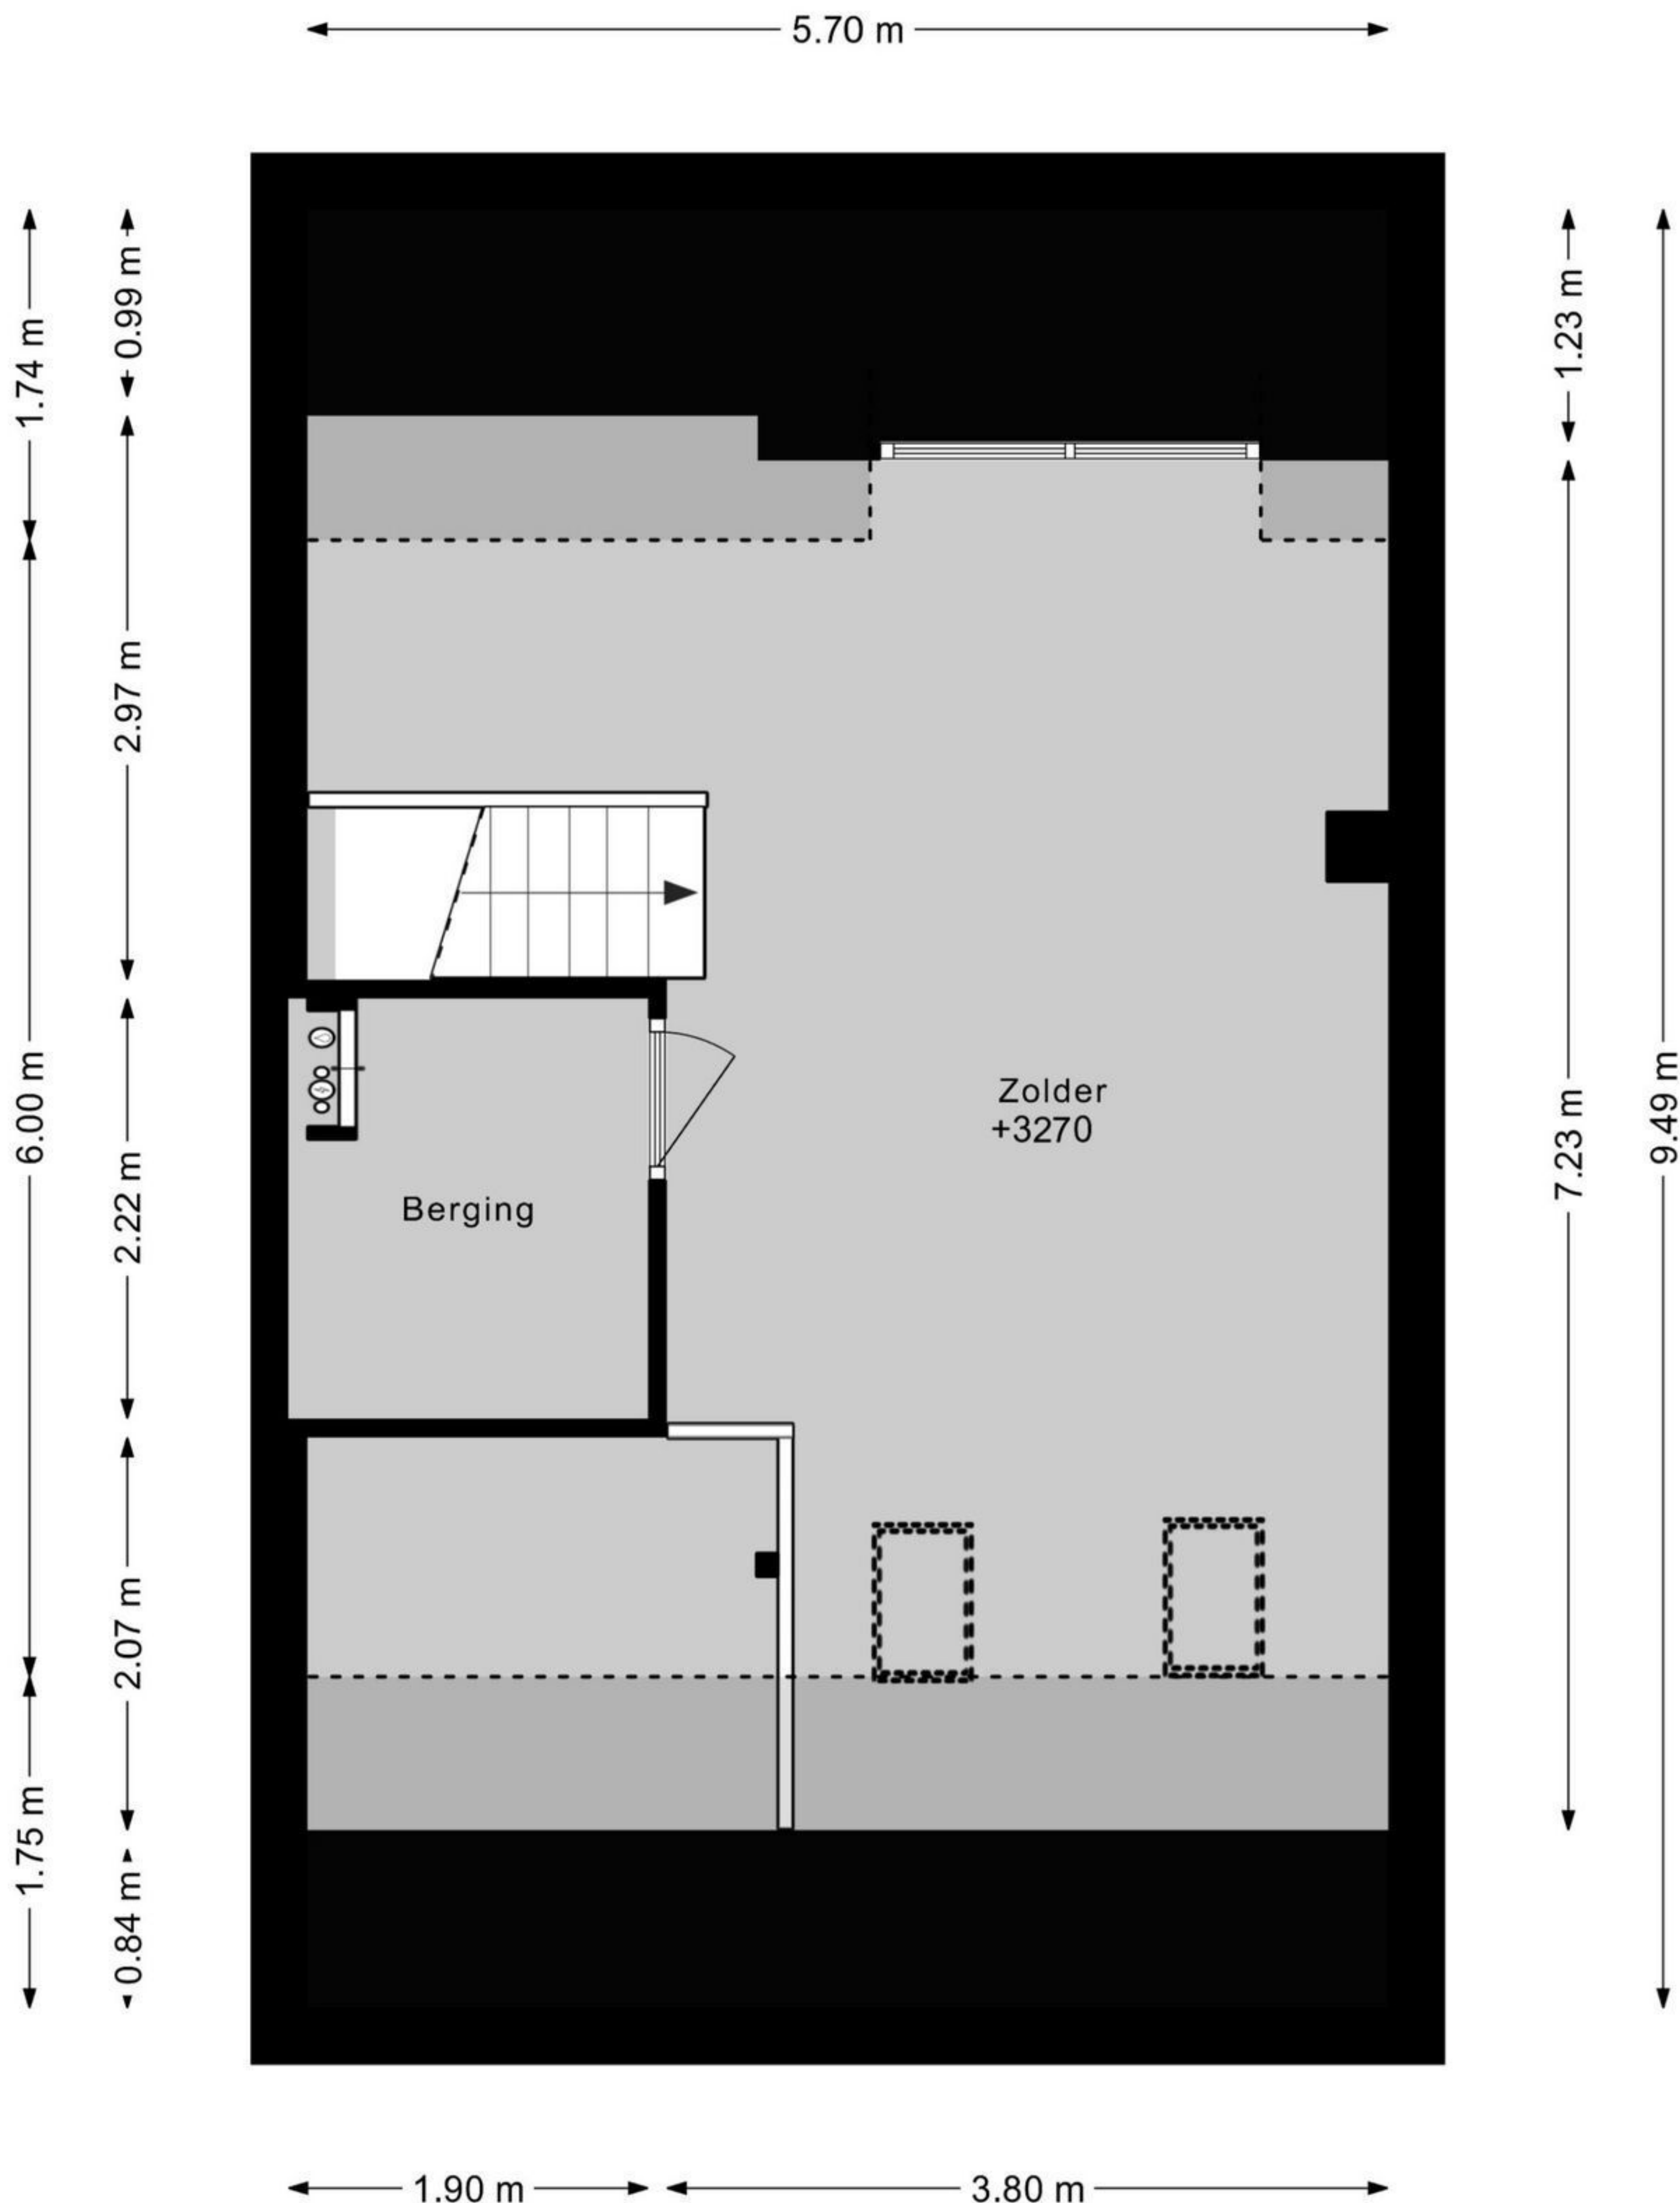 5.70 m
1.74 m
0.99 m
1.23 m
2.97 m
6.00 m
Zolder
+3270
7.23 m
9.49 m
2.22 m
Berging
2.07 m
1.75 m
0.84 m
1.90 m
3.80 m